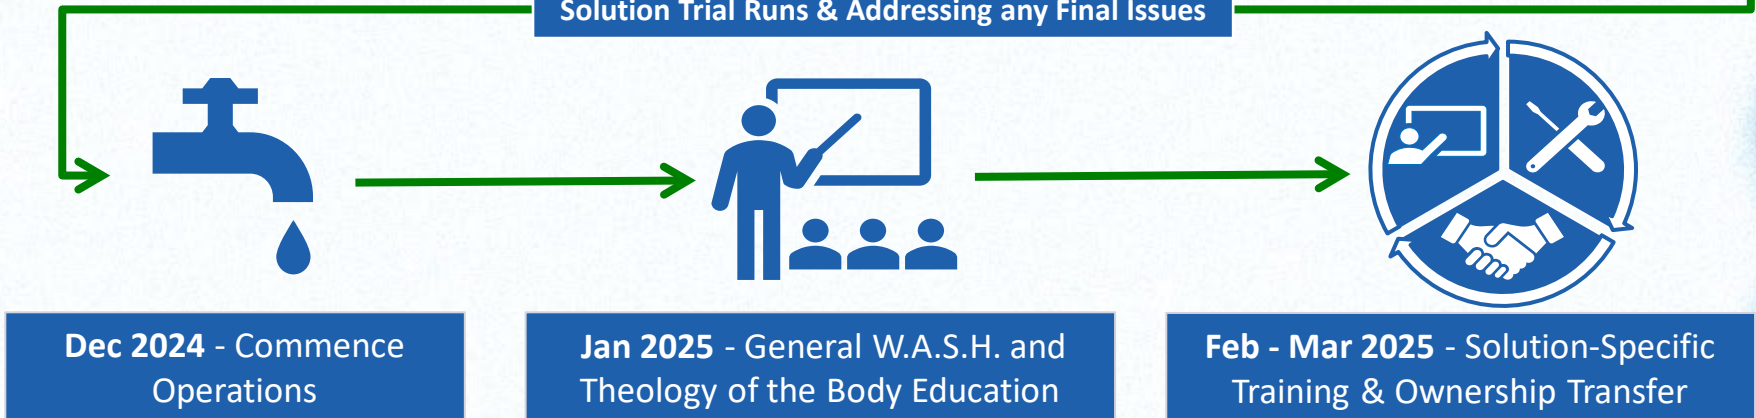 Solution Trial Runs & Addressing any Final Issues
Dec 2024 - Commence
Operations
Jan 2025 - General W.A.S.H. and
Theology of the Body Education
Feb - Mar 2025 - Solution-Specific
Training & Ownership Transfer